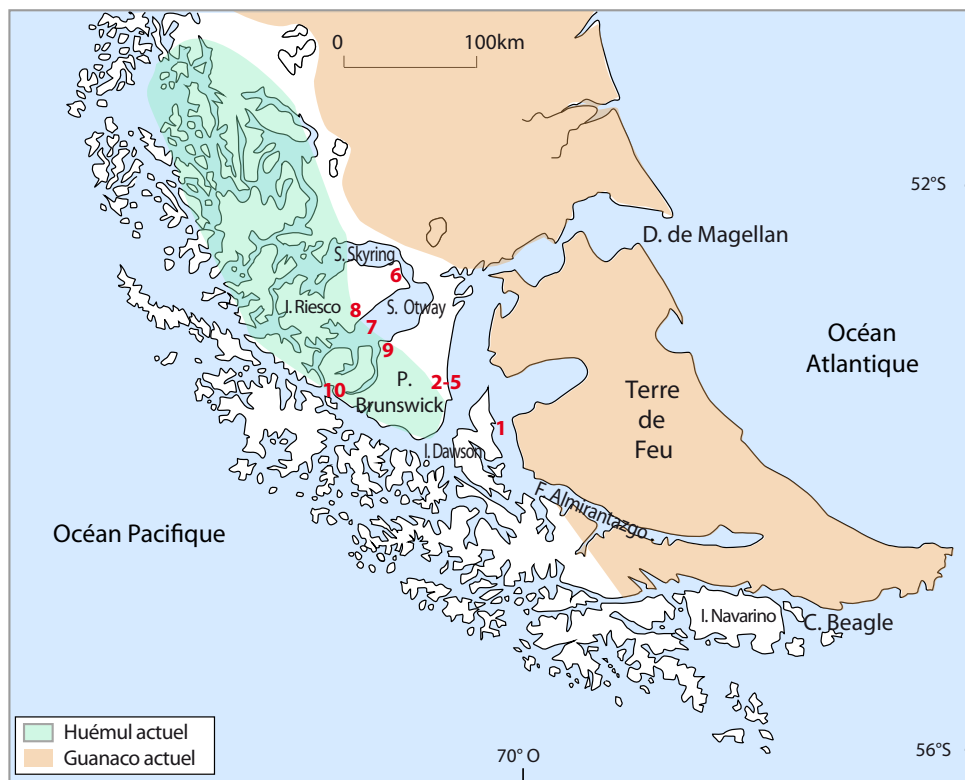 0 100km
52°S
D. de Magellan
S. Skyring
6
I. Riesco
8
S. Otway
7
9
Océan
Atlantique
P.
Brunswick
2-5
10
Terre
de
Feu
1
I. Dawson
F. Almirantazgo
Océan Pacifique
I. Navarino
C. Beagle
Huémul actuel
Guanaco actuel
70° O
56°S